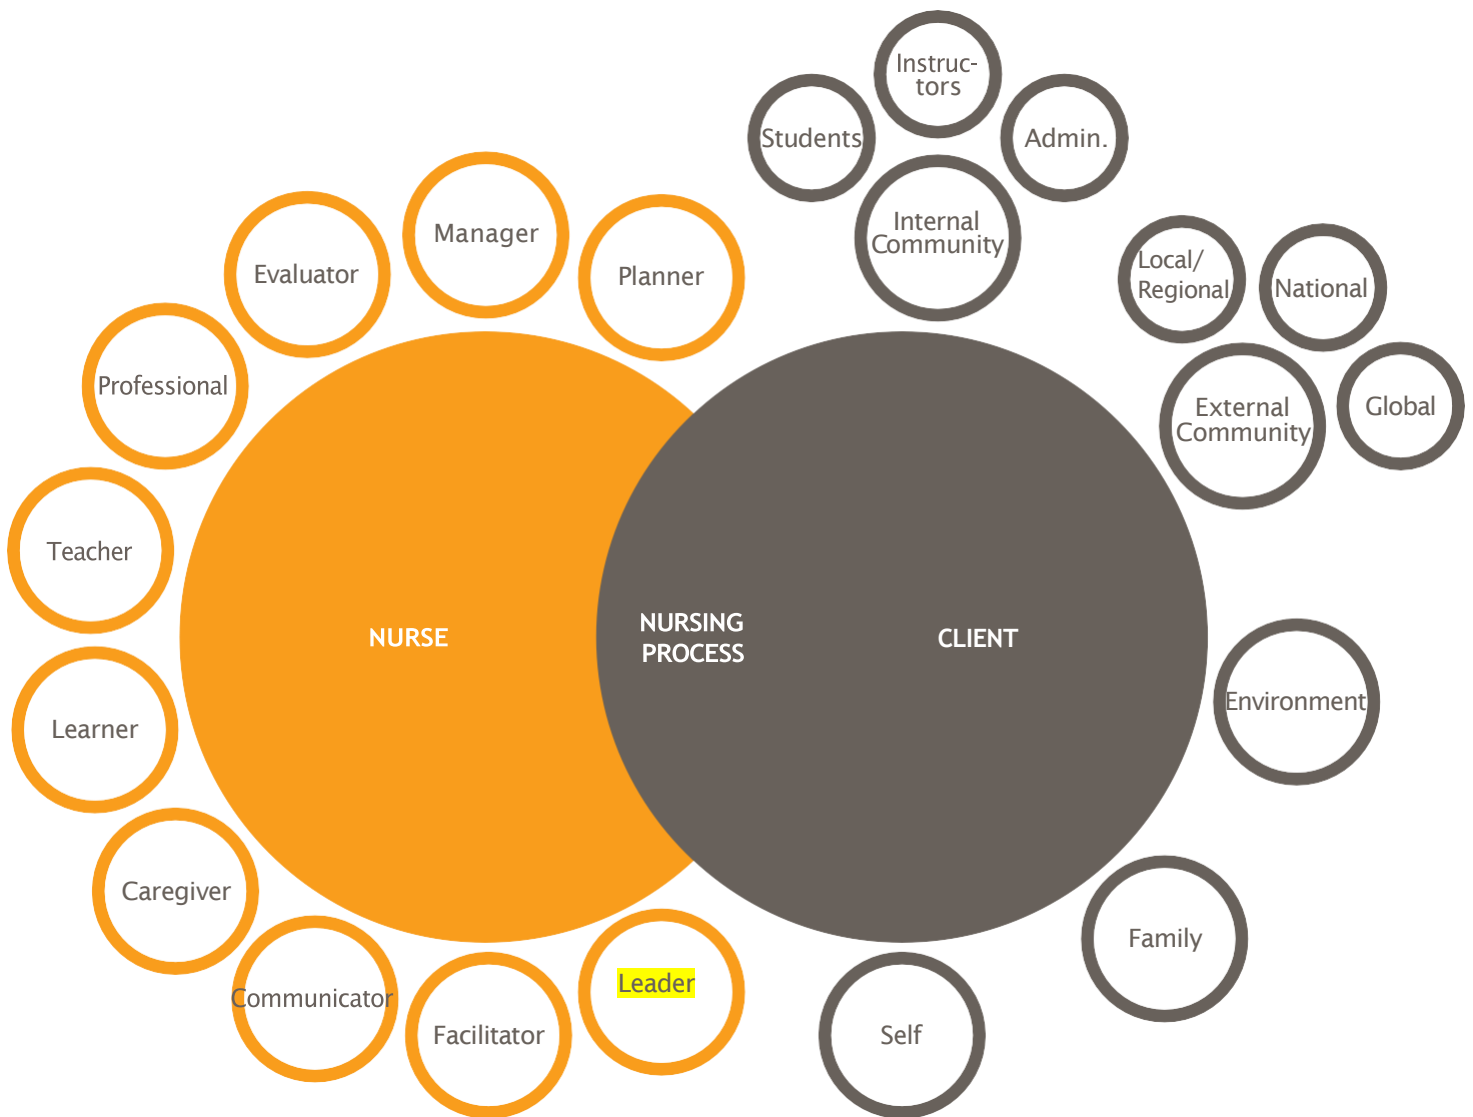 Instruc-
tors
Students
Admin.
Internal
Community
Manager
Evaluator
Planner
Local/
Regional
National
Professional
External
Community
Global
Teacher
NURSE
NURSING
PROCESS
CLIENT
Learner
Environment
Caregiver
Family
Leader
Communicator
Facilitator
Self